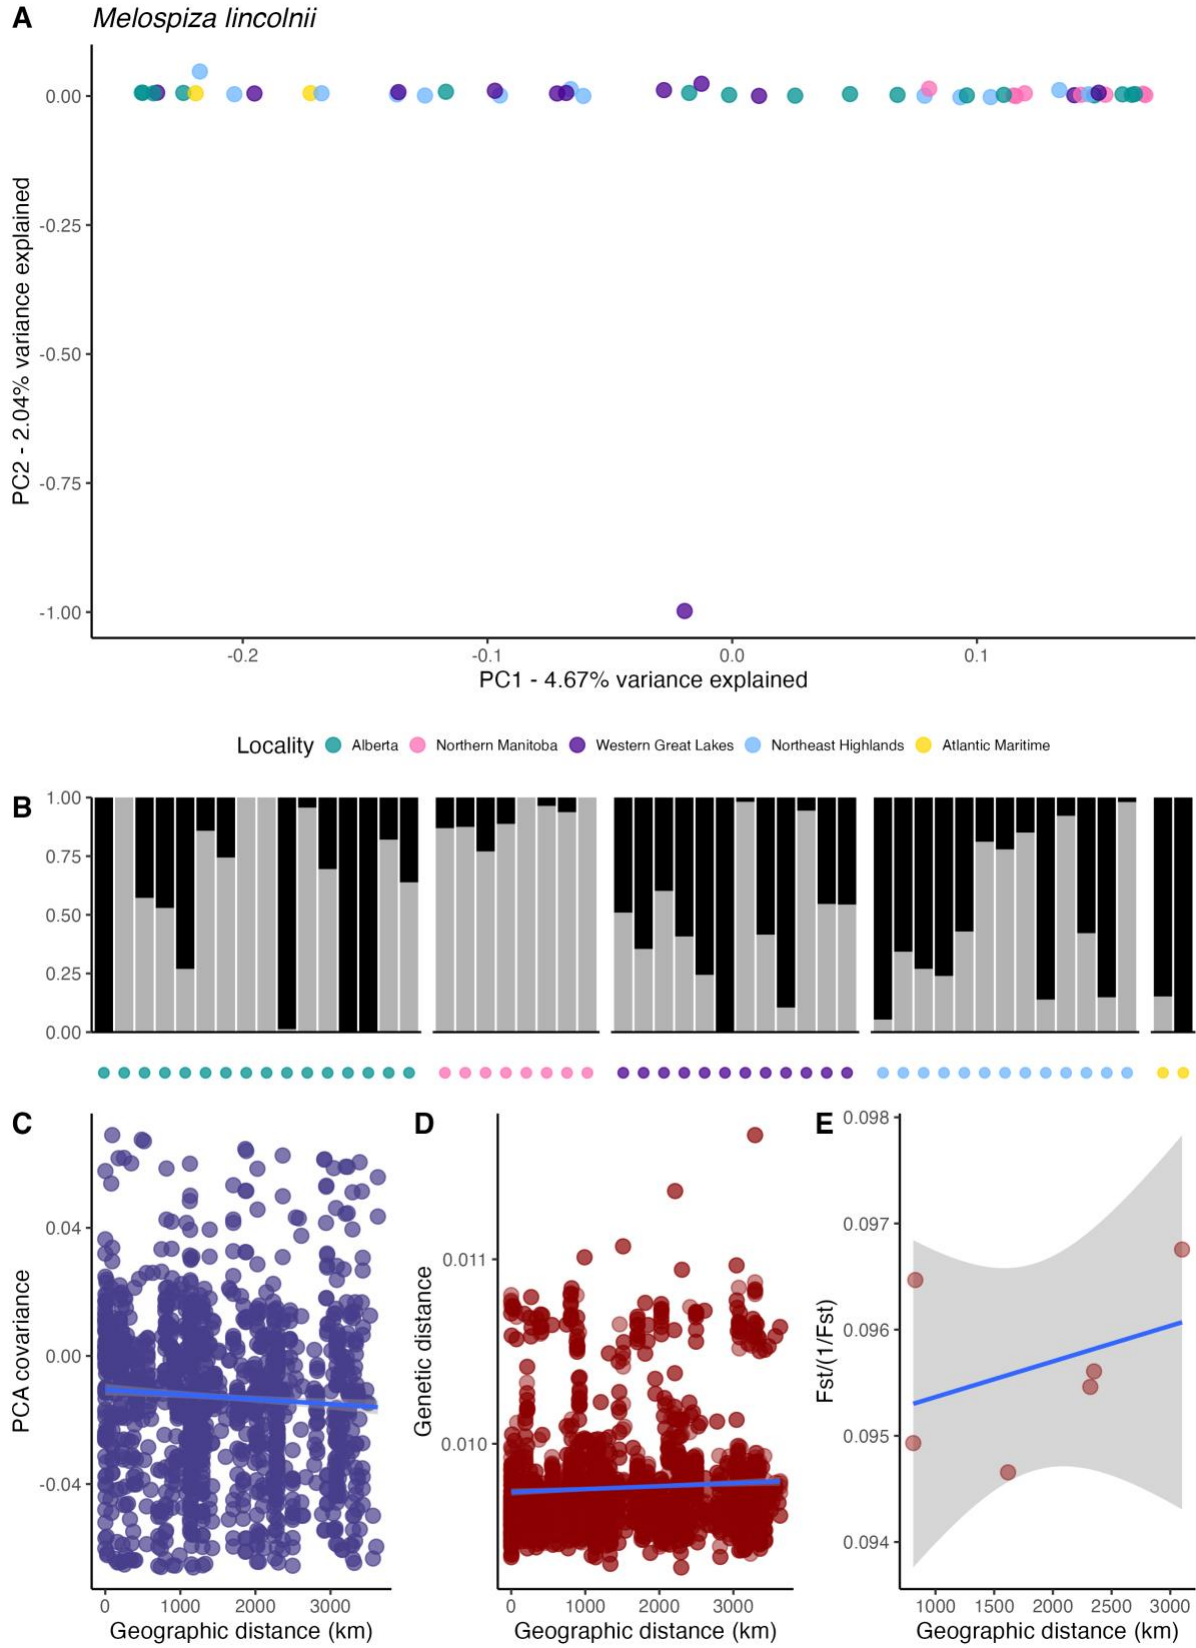 A Melospiza lincolnii
0.00
-0.25
-0.50
-0.75
-1.00
PC2 - 2.04% variance explained
-0.2 -0.1 0.0 0.1
PC1 - 4.67% variance explained
Locality Alberta Northern Manitoba Western Great Lakes Northeast Highlands Atlantic Maritime
B
1.00
0.75
0.50
0.25
0.00
C
0.04
0.00
-0.04
PCA covariance
0 1000 2000 3000
Geographic distance (km)
D
0.011
0.010
Genetic distance
0 1000 2000 3000
Geographic distance (km)
E
0.098
0.097
0.096
0.095
0.094
Fst/(1/Fst)
1000 1500 2000 2500 3000
Geographic distance (km)